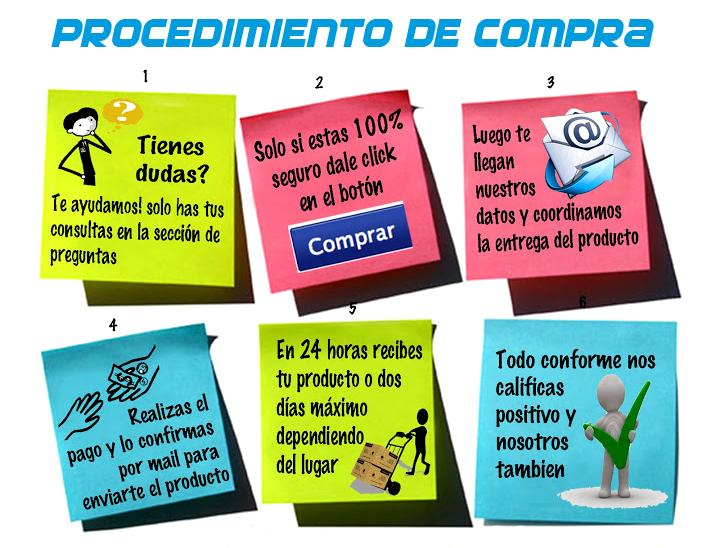 PROCEDIMIENTO DE COMPRA
1
Tienes
dudas?
Te ayudamos! solo has tus
consultas en la sección de
preguntas
2
Solo si estas 100%
seguro dale click
en el botón
Comprar
3
Luego te
llegan
nuestros
datos y coordinamos
la entrega del producto
4
Realizas el
pago y lo confirmas
por mail para
enviarte el producto
5
En 24 horas recibes
tu producto o dos
días máximo
dependiendo
del lugar
6
Todo conforme nos
calificas
positivo y
nosotros
tambien